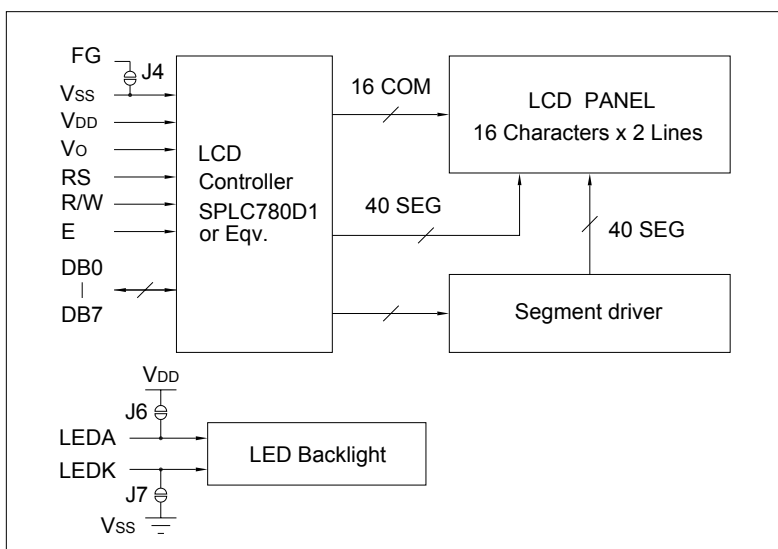 FG
J4
VSS
VDD
VO
RS
R/W
E
DB0
|
DB7
LCD
Controller
SPLC780D1
or Eqv.
16 COM
40 SEG
LCD PANEL
16 Characters x 2 Lines
40 SEG
Segment driver
VDD
J6
LEDA
LEDK
J7
VSS
LED Backlight